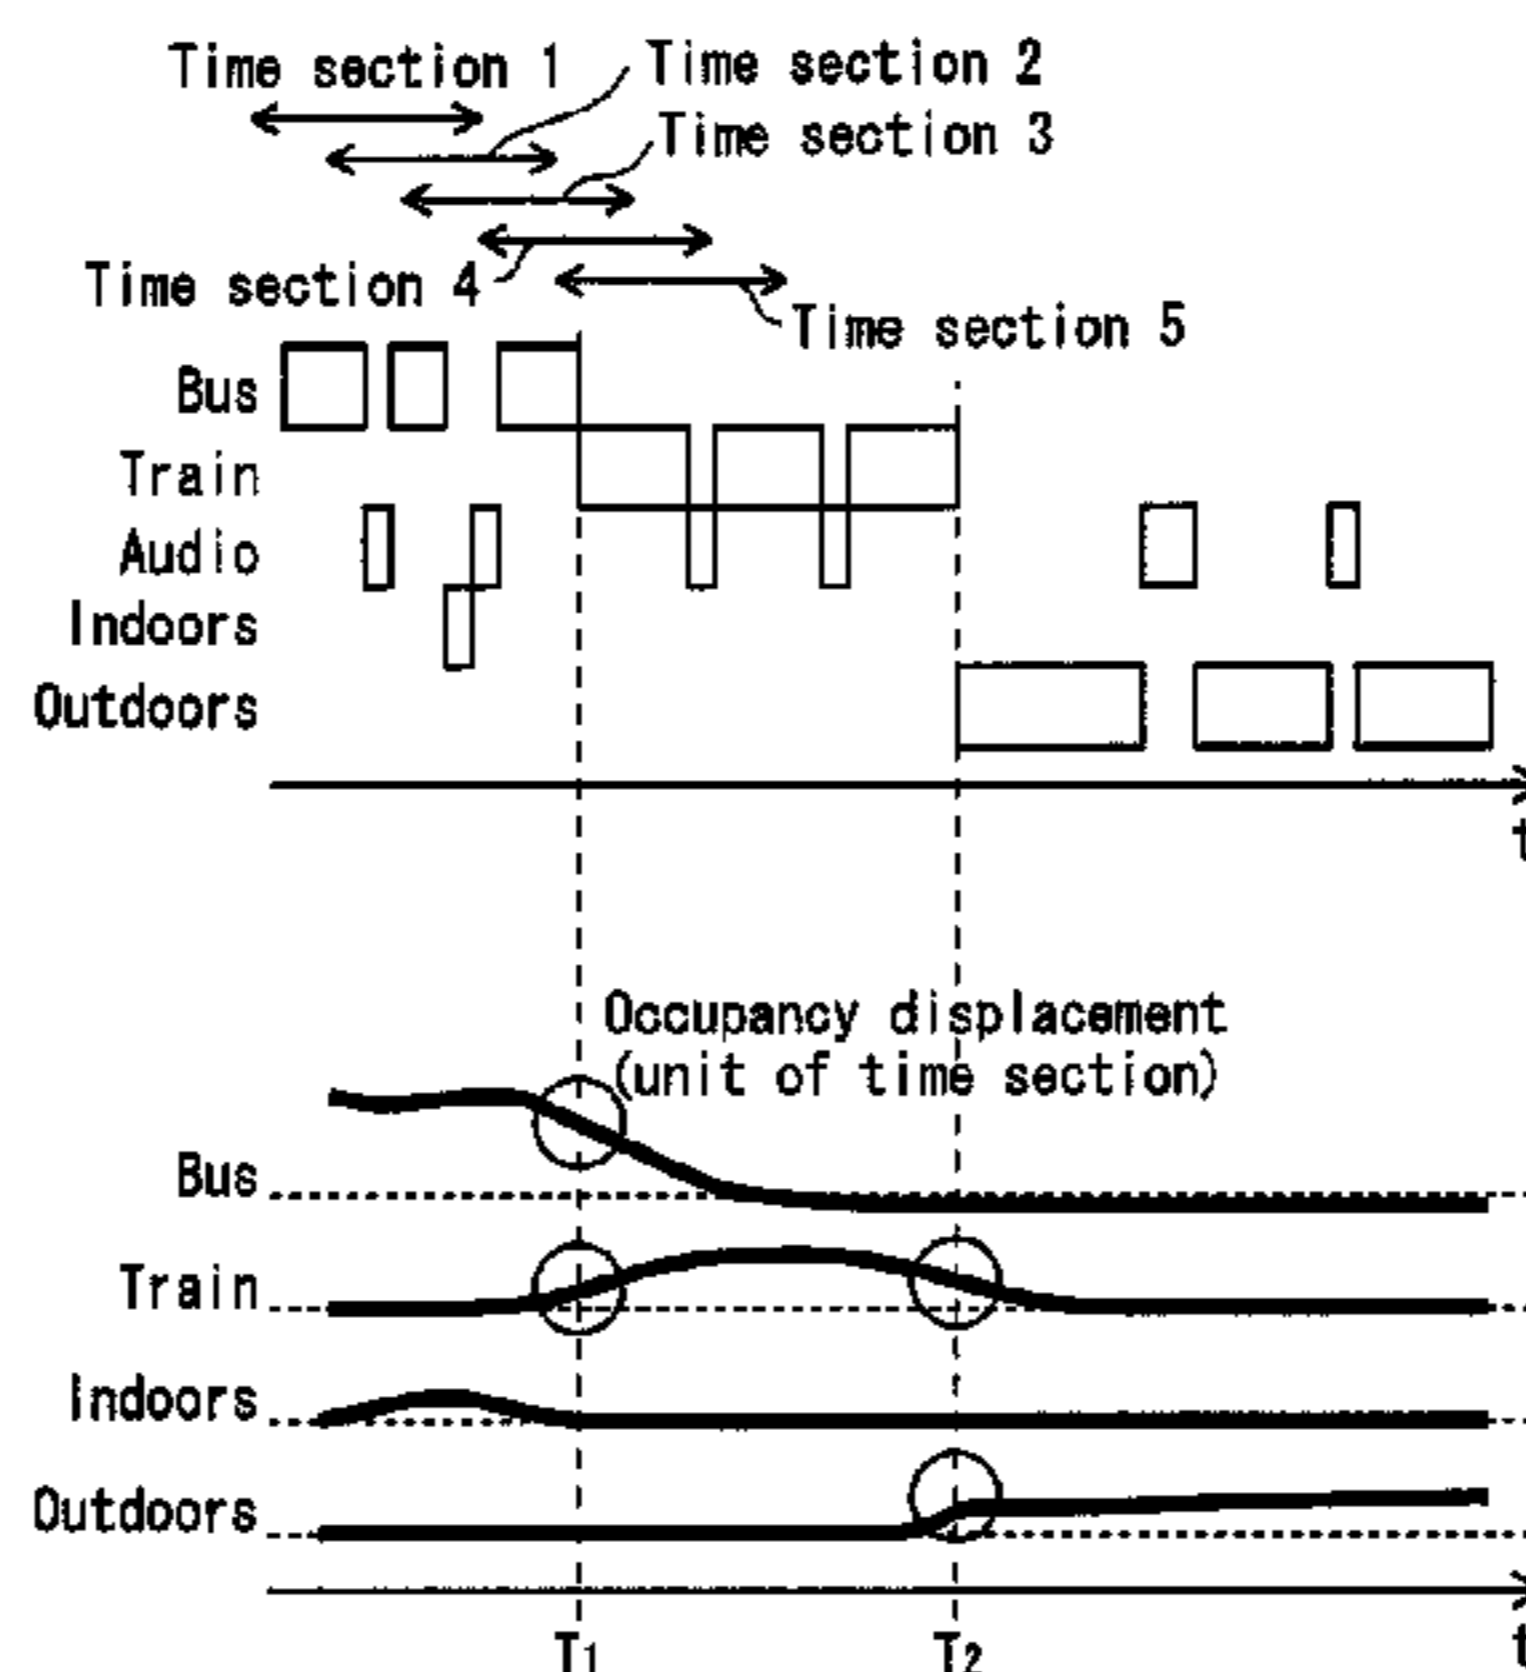 Time section 1
Time section 2
Time section 3
Time section 4
Time section 5
Bus
Train
Audio
Indoors
Outdoors
t
Occupancy displacement
(unit of time section)
Bus
Train
Indoors
Outdoors
t
T1
T2